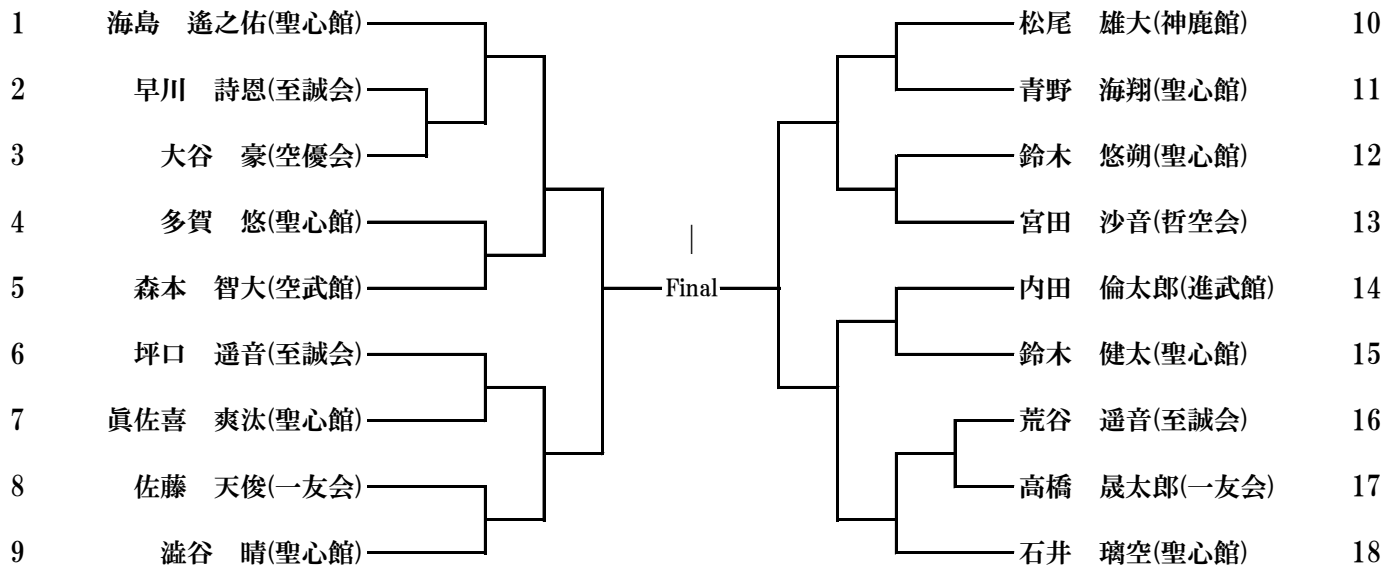 1 海島　遙之佑(聖心館)
2 早川　詩恩(至誠会)
3 大谷　豪(空優会)
4 多賀　悠(聖心館)
5 森本　智大(空武館)
6 坪口　遥音(至誠会)
7 眞佐喜　爽汰(聖心館)
8 佐藤　天俊(一友会)
9 澁谷　晴(聖心館)
Final
松尾　雄大(神鹿館) 10
青野　海翔(聖心館) 11
鈴木　悠朔(聖心館) 12
宮田　沙音(哲空会) 13
内田　倫太郎(進武館) 14
鈴木　健太(聖心館) 15
荒谷　遥音(至誠会) 16
高橋　晟太郎(一友会) 17
石井　璃空(聖心館) 18